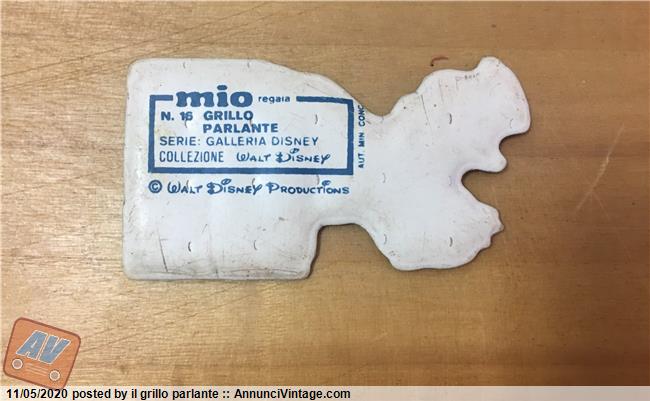 mio regala
N. 16 GRILLO
PARLANTE
SERIE: GALLERIA DISNEY
COLLEZIONE Walt Disney
© Walt Disney Productions
AUT. MIN. CONC.
AV
11/05/2020 posted by il grillo parlante :: AnnunciVintage.com